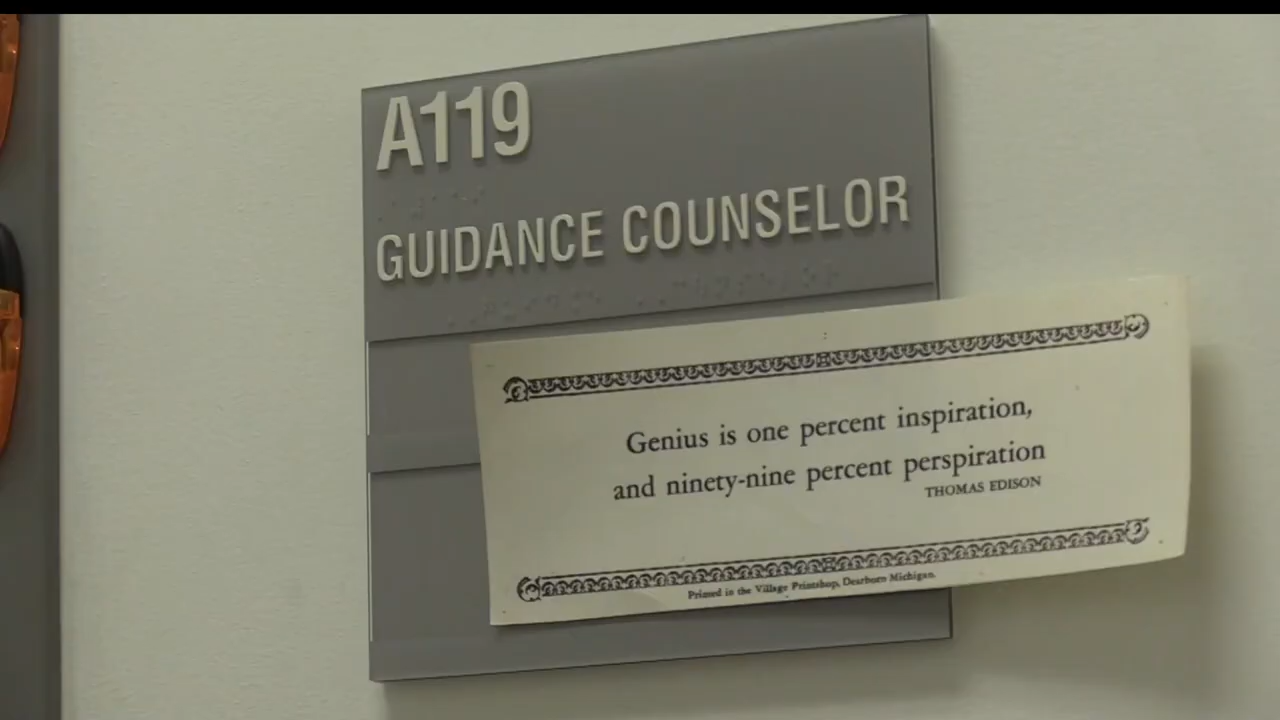 A119
GUIDANCE COUNSELOR
Genius is one percent inspiration,
and ninety-nine percent perspiration
THOMAS EDISON
Printed in the Village Printshop, Dearborn Michigan.